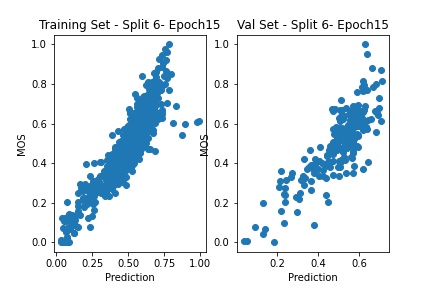 Training Set - Split 6- Epoch15
Val Set - Split 6- Epoch15
MOS
1.0
0.8
0.6
0.4
0.2
0.0
0.00 0.25 0.50 0.75 1.00
Prediction
MOS
1.0
0.8
0.6
0.4
0.2
0.0
0.2 0.4 0.6
Prediction